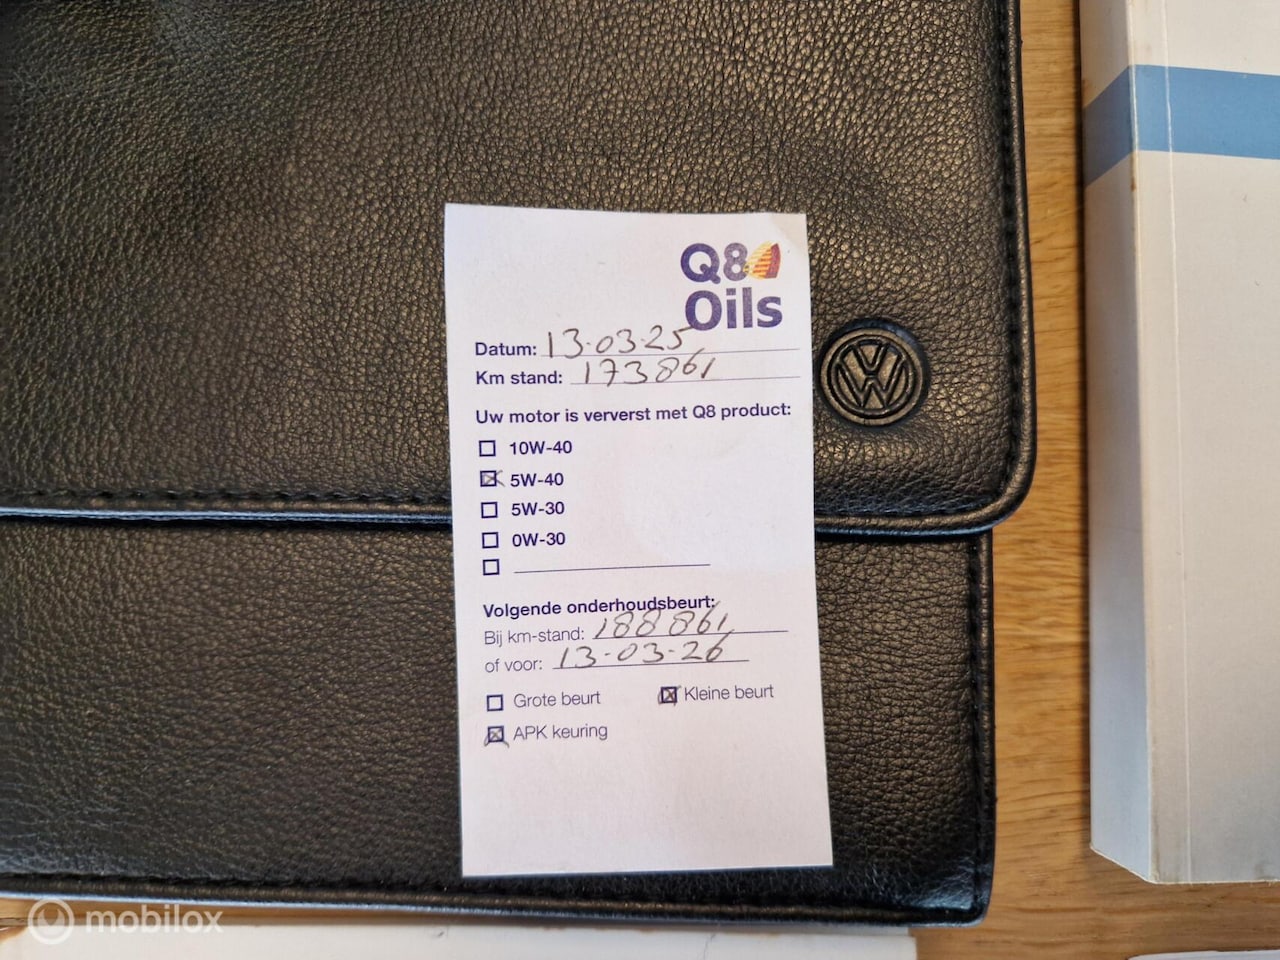 Q8
Oils
Datum: 13-03-25
Km stand: 173861
Uw motor is ververst met Q8 product:
10W-40
5W-40
5W-30
0W-30
Volgende onderhoudsbeurt:
Bij km-stand: 188861
of voor: 13-03-26
Grote beurt Kleine beurt
APK keuring
VW
mobilox